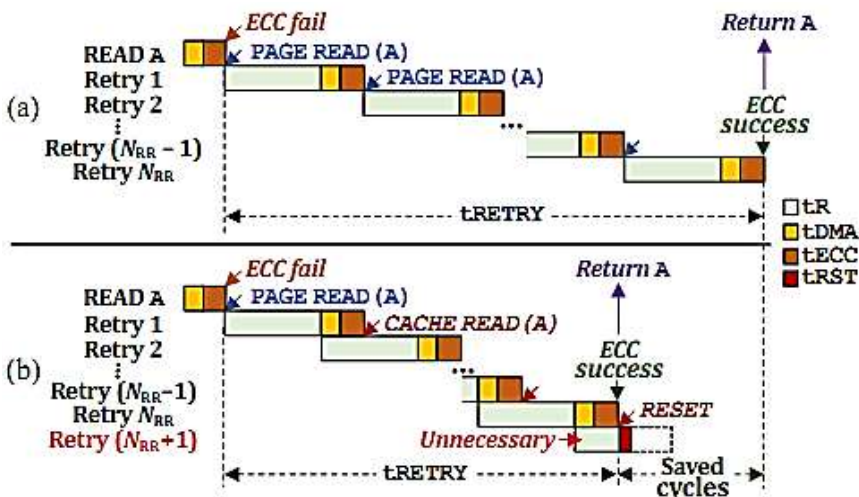 ECC fail
Return A
READ A
PAGE READ (A)
Retry 1
PAGE READ (A)
Retry 2
(a)
ECC
success
Retry (NRR − 1)
Retry NRR
tRETRY
tR
tDMA
tECC
tRST
ECC fail
Return A
READ A
PAGE READ (A)
Retry 1
CACHE READ (A)
Retry 2
(b)
ECC
success
Retry (NRR−1)
Retry NRR
RESET
Retry (NRR+1)
Unnecessary
tRETRY
Saved
cycles